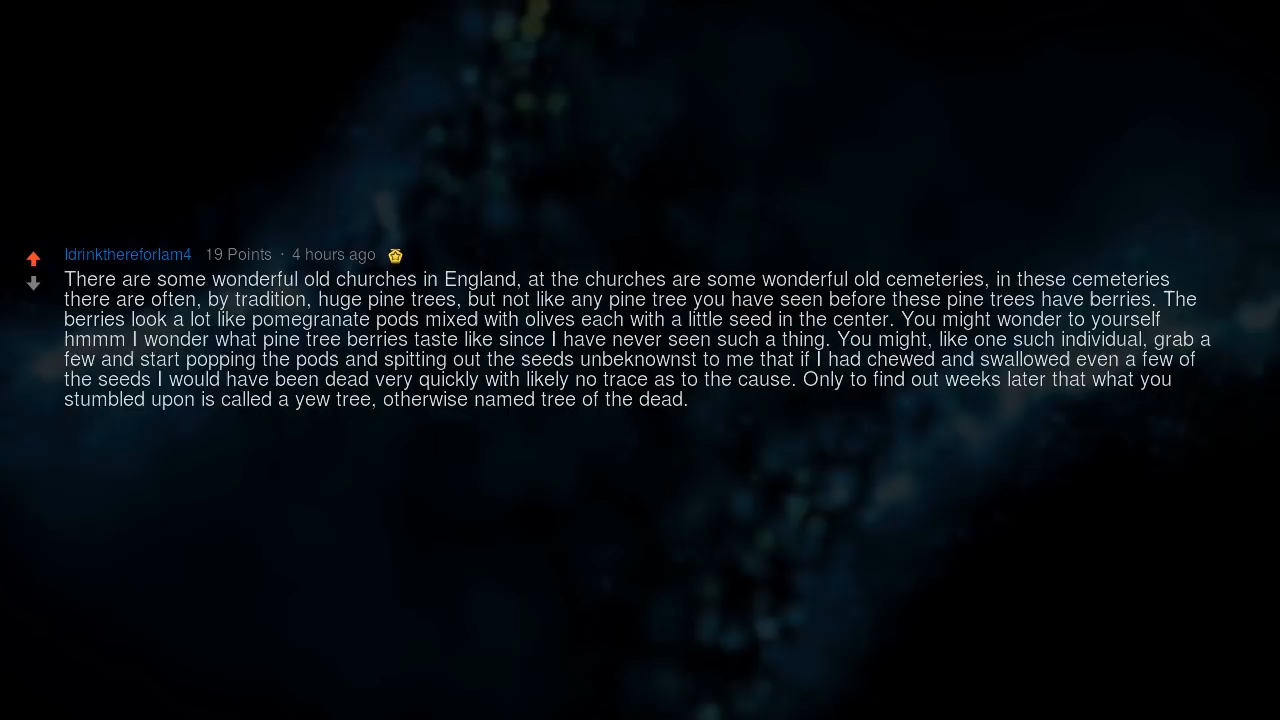 Idrinkthereforlam4 19 Points · 4 hours ago
There are some wonderful old churches in England, at the churches are some wonderful old cemeteries, in these cemeteries
there are often, by tradition, huge pine trees, but not like any pine tree you have seen before these pine trees have berries. The
berries look a lot like pomegranate pods mixed with olives each with a little seed in the center. You might wonder to yourself
hmmm I wonder what pine tree berries taste like since I have never seen such a thing. You might, like one such individual, grab a
few and start popping the pods and spitting out the seeds unbeknownst to me that if I had chewed and swallowed even a few of
the seeds I would have been dead very quickly with likely no trace as to the cause. Only to find out weeks later that what you
stumbled upon is called a yew tree, otherwise named tree of the dead.